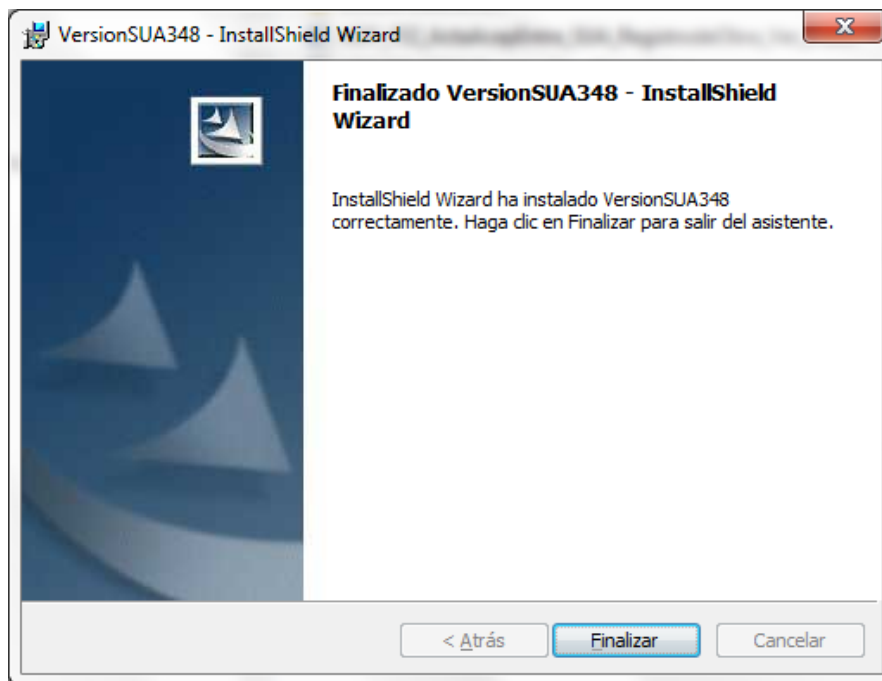 VersionSUA348 - InstallShield Wizard
Finalizado VersionSUA348 - InstallShield
Wizard
InstallShield Wizard ha instalado VersionSUA348
correctamente. Haga clic en Finalizar para salir del asistente.
< Atrás
Finalizar
Cancelar